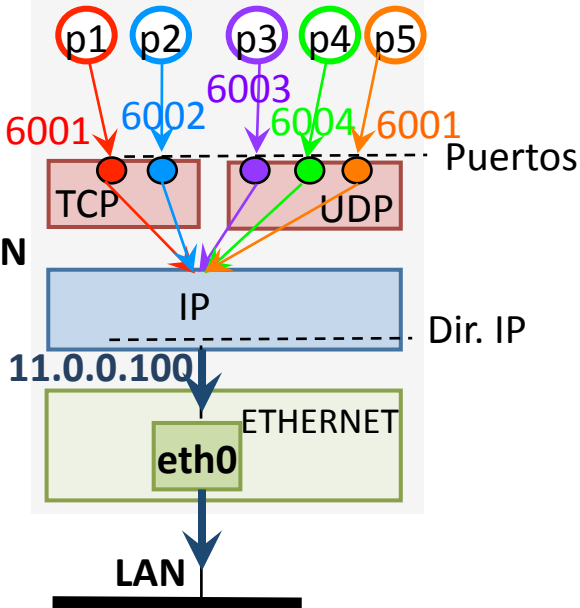 p1 p2 p3 p4 p5
6003
6001 6002 6004 6001
Puertos
TCP UDP
N
IP
Dir. IP
11.0.0.100
ETHERNET
eth0
LAN